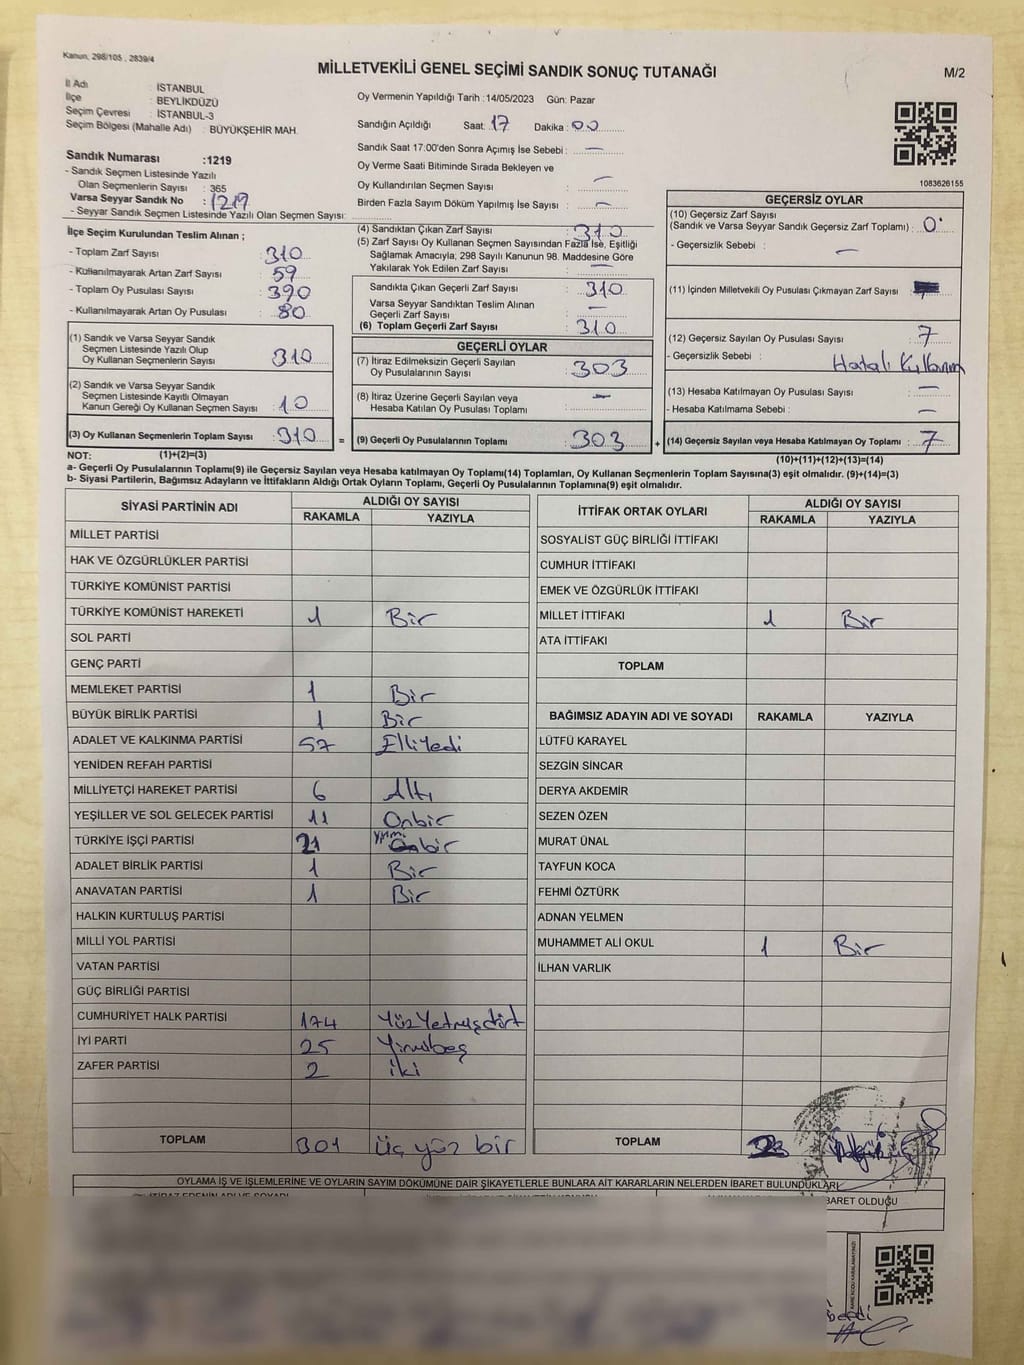 Kanun, 298/105 , 2839/4
MİLLETVEKİLİ GENEL SEÇİMİ SANDIK SONUÇ TUTANAĞI
M/2
İl Adı : İSTANBUL
İlçe : BEYLİKDÜZÜ
Seçim Çevresi : İSTANBUL-3
Seçim Bölgesi (Mahalle Adı) : BÜYÜKŞEHİR MAH.
Sandık Numarası :1219
- Sandık Seçmen Listesinde Yazılı
Olan Seçmenlerin Sayısı : 365
Varsa Seyyar Sandık No : 1219
- Seyyar Sandık Seçmen Listesinde Yazılı Olan Seçmen Sayısı:
Oy Vermenin Yapıldığı Tarih :14/05/2023 Gün: Pazar
Sandığın Açıldığı Saat: 17 Dakika : 00
Sandık Saat 17:00'den Sonra Açımış İse Sebebi : —
Oy Verme Saati Bitiminde Sırada Bekleyen ve
Oy Kullandırılan Seçmen Sayısı : —
Birden Fazla Sayım Döküm Yapılmış İse Sayısı : —
1083626155
İlçe Seçim Kurulundan Teslim Alınan ;
- Toplam Zarf Sayısı : 310
- Kullanılmayarak Artan Zarf Sayısı : 59
- Toplam Oy Pusulası Sayısı : 390
- Kullanılmayarak Artan Oy Pusulası : 80
(1) Sandık ve Varsa Seyyar Sandık
Seçmen Listesinde Yazılı Olup
Oy Kullanan Seçmenlerin Sayısı : 310
(2) Sandık ve Varsa Seyyar Sandık
Seçmen Listesinde Kayıtlı Olmayan
Kanun Gereği Oy Kullanan Seçmen Sayısı : 10
(3) Oy Kullanan Seçmenlerin Toplam Sayısı : 310
(4) Sandıktan Çıkan Zarf Sayısı : 310
(5) Zarf Sayısı Oy Kullanan Seçmen Sayısından Fazla İse, Eşitliği
Sağlamak Amacıyla; 298 Sayılı Kanunun 98. Maddesine Göre
Yakılarak Yok Edilen Zarf Sayısı : —
Sandıkta Çıkan Geçerli Zarf Sayısı : 310
Varsa Seyyar Sandıktan Teslim Alınan
Geçerli Zarf Sayısı : —
(6) Toplam Geçerli Zarf Sayısı : 310
GEÇERLİ OYLAR
(7) İtiraz Edilmeksizin Geçerli Sayılan
Oy Pusulalarının Sayısı : 303
(8) İtiraz Üzerine Geçerli Sayılan veya
Hesaba Katılan Oy Pusulası Toplamı : —
= (9) Geçerli Oy Pusulalarının Toplamı : 303
GEÇERSİZ OYLAR
(10) Geçersiz Zarf Sayısı
(Sandık ve Varsa Seyyar Sandık Geçersiz Zarf Toplamı) : 0
- Geçersizlik Sebebi : —
(11) İçinden Milletvekili Oy Pusulası Çıkmayan Zarf Sayısı :
(12) Geçersiz Sayılan Oy Pusulası Sayısı : 7
- Geçersizlik Sebebi : Hatalı Kullanım
(13) Hesaba Katılmayan Oy Pusulası Sayısı : —
- Hesaba Katılmama Sebebi : —
+ (14) Geçersiz Sayılan veya Hesaba Katılmayan Oy Toplamı : 7
NOT: (1)+(2)=(3)
(10)+(11)+(12)+(13)=(14)
a- Geçerli Oy Pusulalarının Toplamı(9) ile Geçersiz Sayılan veya Hesaba katılmayan Oy Toplamı(14) Toplamları, Oy Kullanan Seçmenlerin Toplam Sayısına(3) eşit olmalıdır. (9)+(14)=(3)
b- Siyasi Partilerin, Bağımsız Adayların ve İttifakların Aldığı Ortak Oyların Toplamı, Geçerli Oy Pusulalarının Toplamına(9) eşit olmalıdır.
SİYASİ PARTİNİN ADI ALDIĞI OY SAYISI
RAKAMLA YAZIYLA
MİLLET PARTİSİ
HAK VE ÖZGÜRLÜKLER PARTİSİ
TÜRKİYE KOMÜNİST PARTİSİ
TÜRKİYE KOMÜNİST HAREKETİ 1 Bir
SOL PARTİ
GENÇ PARTİ
MEMLEKET PARTİSİ 1 Bir
BÜYÜK BİRLİK PARTİSİ 1 Bir
ADALET VE KALKINMA PARTİSİ 57 Elliyedi
YENİDEN REFAH PARTİSİ
MİLLİYETÇİ HAREKET PARTİSİ 6 Altı
YEŞİLLER VE SOL GELECEK PARTİSİ 11 Onbir
TÜRKİYE İŞÇİ PARTİSİ 21 yirmi bir
ADALET BİRLİK PARTİSİ 1 Bir
ANAVATAN PARTİSİ 1 Bir
HALKIN KURTULUŞ PARTİSİ
MİLLİ YOL PARTİSİ
VATAN PARTİSİ
GÜÇ BİRLİĞİ PARTİSİ
CUMHURİYET HALK PARTİSİ 174 Yüz Yetmişdört
İYİ PARTİ 25 Yirmibeş
ZAFER PARTİSİ 2 iki
TOPLAM 301 Üç yüz bir
İTTİFAK ORTAK OYLARI ALDIĞI OY SAYISI
RAKAMLA YAZIYLA
SOSYALİST GÜÇ BİRLİĞİ İTTİFAKI
CUMHUR İTTİFAKI
EMEK VE ÖZGÜRLÜK İTTİFAKI
MİLLET İTTİFAKI 1 Bir
ATA İTTİFAKI
TOPLAM
BAĞIMSIZ ADAYIN ADI VE SOYADI RAKAMLA YAZIYLA
LÜTFÜ KARAYEL
SEZGİN SİNCAR
DERYA AKDEMİR
SEZEN ÖZEN
MURAT ÜNAL
TAYFUN KOCA
FEHMİ ÖZTÜRK
ADNAN YELMEN
MUHAMMET ALİ OKUL 1 Bir
İLHAN VARLIK
TOPLAM
OYLAMA İŞ VE İŞLEMLERİNE VE OYLARIN SAYIM DÖKÜMÜNE DAİR ŞİKAYETLERLE BUNLARA AİT KARARLARIN NELERDEN İBARET BULUNDUKLARI
İTİRAZ EDENİN ADI VE SOYADI
BARET OLDUĞU